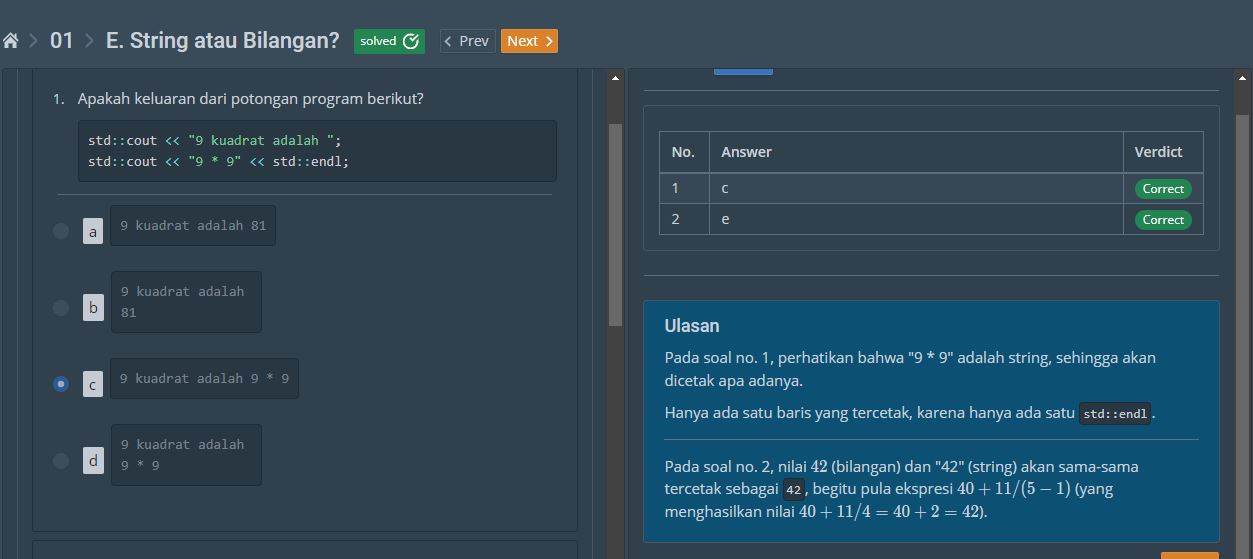 01 > E. String atau Bilangan? solved < Prev Next >
1. Apakah keluaran dari potongan program berikut?
std::cout << "9 kuadrat adalah ";
std::cout << "9 * 9" << std::endl;
a 9 kuadrat adalah 81
b 9 kuadrat adalah
81
c 9 kuadrat adalah 9 * 9
d 9 kuadrat adalah
9 * 9
No. Answer Verdict
1 c Correct
2 e Correct
Ulasan
Pada soal no. 1, perhatikan bahwa "9 * 9" adalah string, sehingga akan
dicetak apa adanya.
Hanya ada satu baris yang tercetak, karena hanya ada satu std::endl.
Pada soal no. 2, nilai 42 (bilangan) dan "42" (string) akan sama-sama
tercetak sebagai 42, begitu pula ekspresi 40 + 11/(5 − 1) (yang
menghasilkan nilai 40 + 11/4 = 40 + 2 = 42).